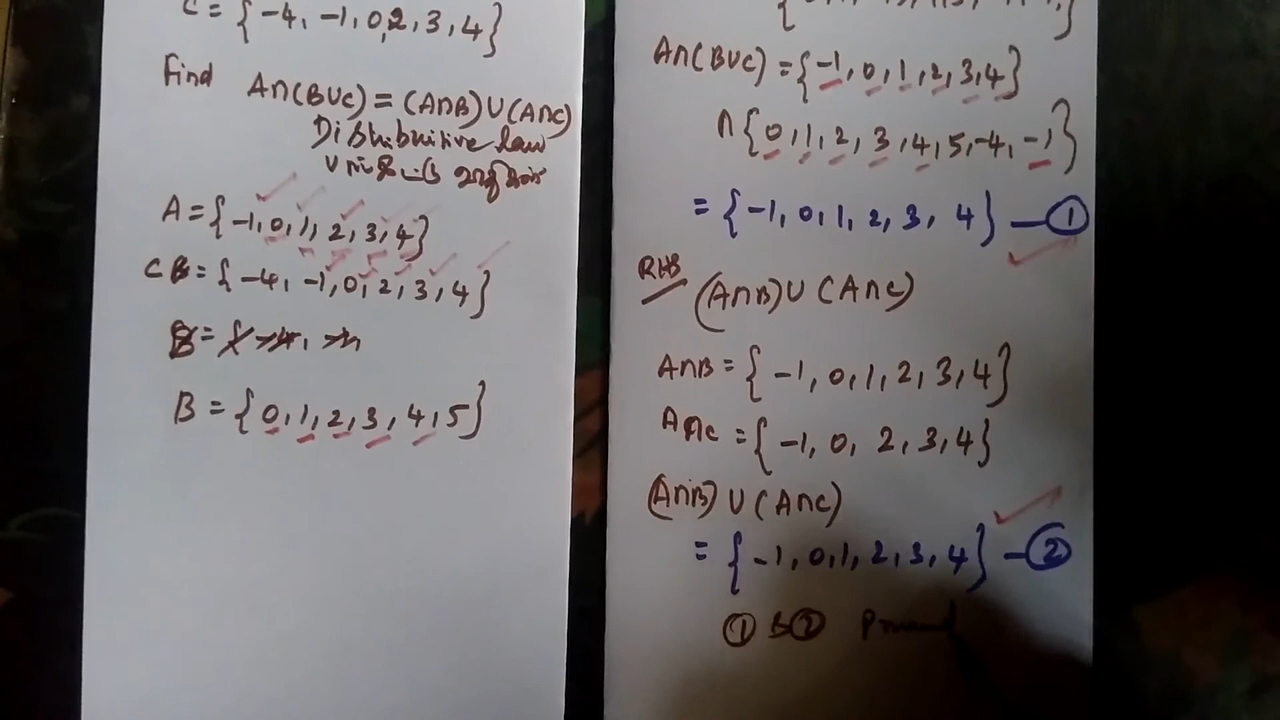 C = {-4, -1, 0, 2, 3, 4}
Find A∩(B∪C) = (A∩B)∪(A∩C)
Distributive law
A = {-1, 0, 1, 2, 3, 4}
C = {-4, -1, 0, 2, 3, 4}
B = {0, 1, 2, 3, 4, 5}
A∩(B∪C) = {-1, 0, 1, 2, 3, 4}
∩ {0, 1, 2, 3, 4, 5, -4, -1}
= {-1, 0, 1, 2, 3, 4} — ①
RHS (A∩B)∪(A∩C)
A∩B = {-1, 0, 1, 2, 3, 4}
A∩C = {-1, 0, 2, 3, 4}
(A∩B)∪(A∩C)
= {-1, 0, 1, 2, 3, 4} — ②
① ②